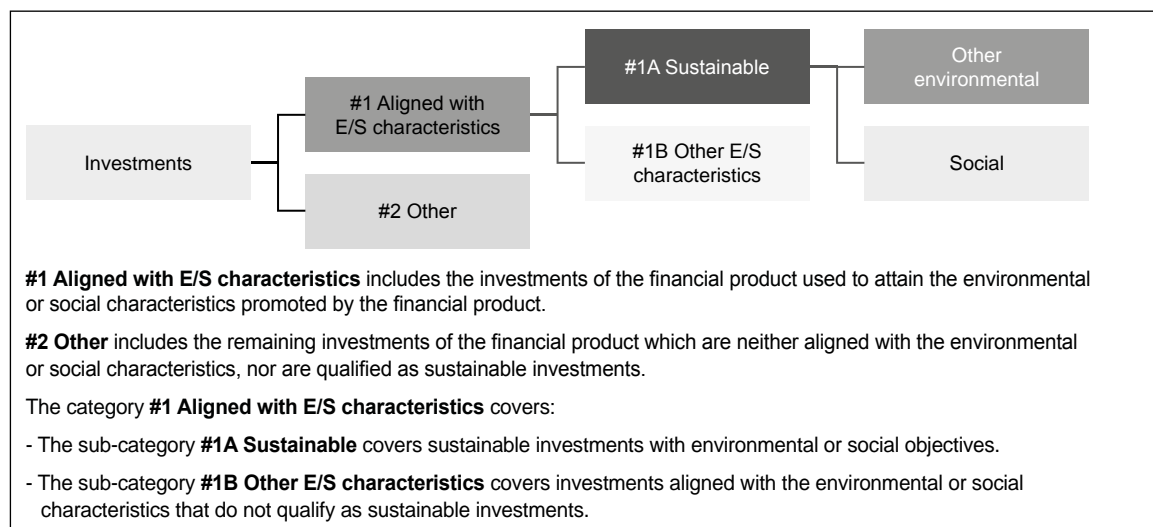 Investments
#1 Aligned with
E/S characteristics
#2 Other
#1A Sustainable
#1B Other E/S
characteristics
Other
environmental
Social
#1 Aligned with E/S characteristics includes the investments of the financial product used to attain the environmental
or social characteristics promoted by the financial product.
#2 Other includes the remaining investments of the financial product which are neither aligned with the environmental
or social characteristics, nor are qualified as sustainable investments.
The category #1 Aligned with E/S characteristics covers:
- The sub-category #1A Sustainable covers sustainable investments with environmental or social objectives.
- The sub-category #1B Other E/S characteristics covers investments aligned with the environmental or social
characteristics that do not qualify as sustainable investments.